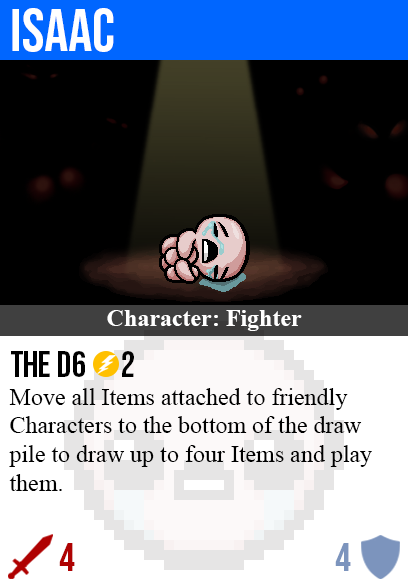 ISAAC
Character: Fighter
THE D6 2
Move all Items attached to friendly
Characters to the bottom of the draw
pile to draw up to four Items and play
them.
4 4